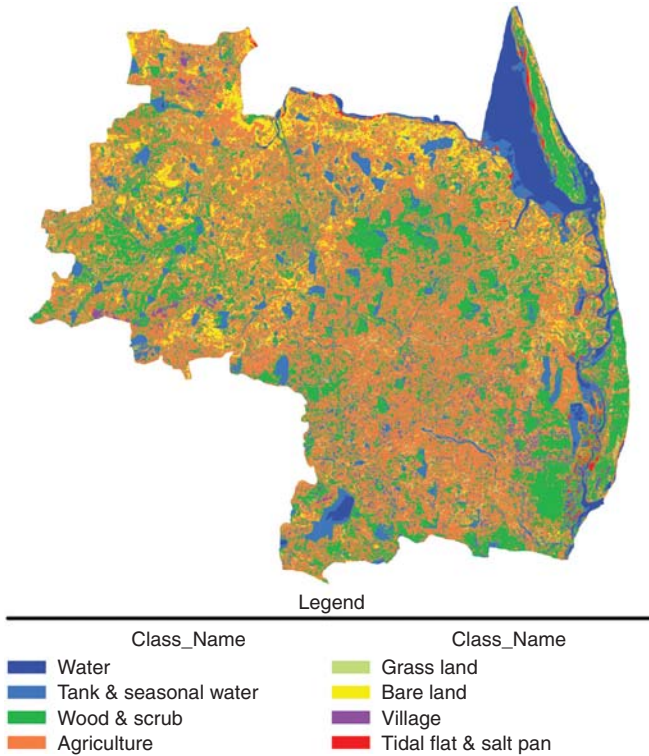 Legend
Class_Name Class_Name
Water Grass land
Tank & seasonal water Bare land
Wood & scrub Village
Agriculture Tidal flat & salt pan